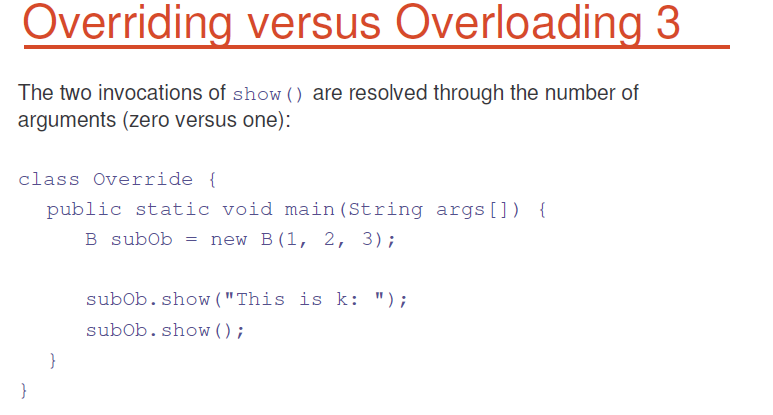 Overriding versus Overloading 3
The two invocations of show() are resolved through the number of
arguments (zero versus one):
class Override {
public static void main(String args[]) {
B subOb = new B(1, 2, 3);
subOb.show("This is k: ");
subOb.show();
}
}